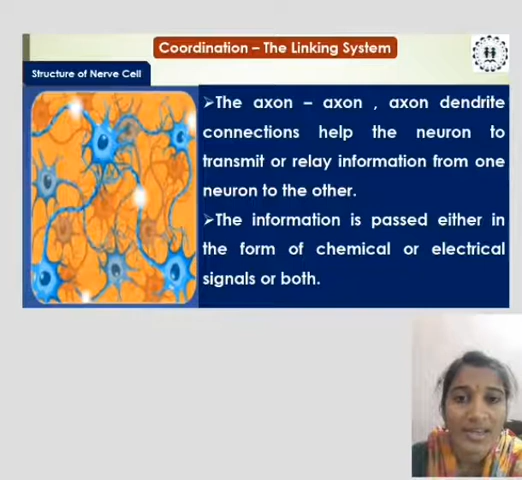 Coordination – The Linking System
Structure of Nerve Cell
➢The axon – axon , axon dendrite
connections help the neuron to
transmit or relay information from one
neuron to the other.
➢The information is passed either in
the form of chemical or electrical
signals or both.